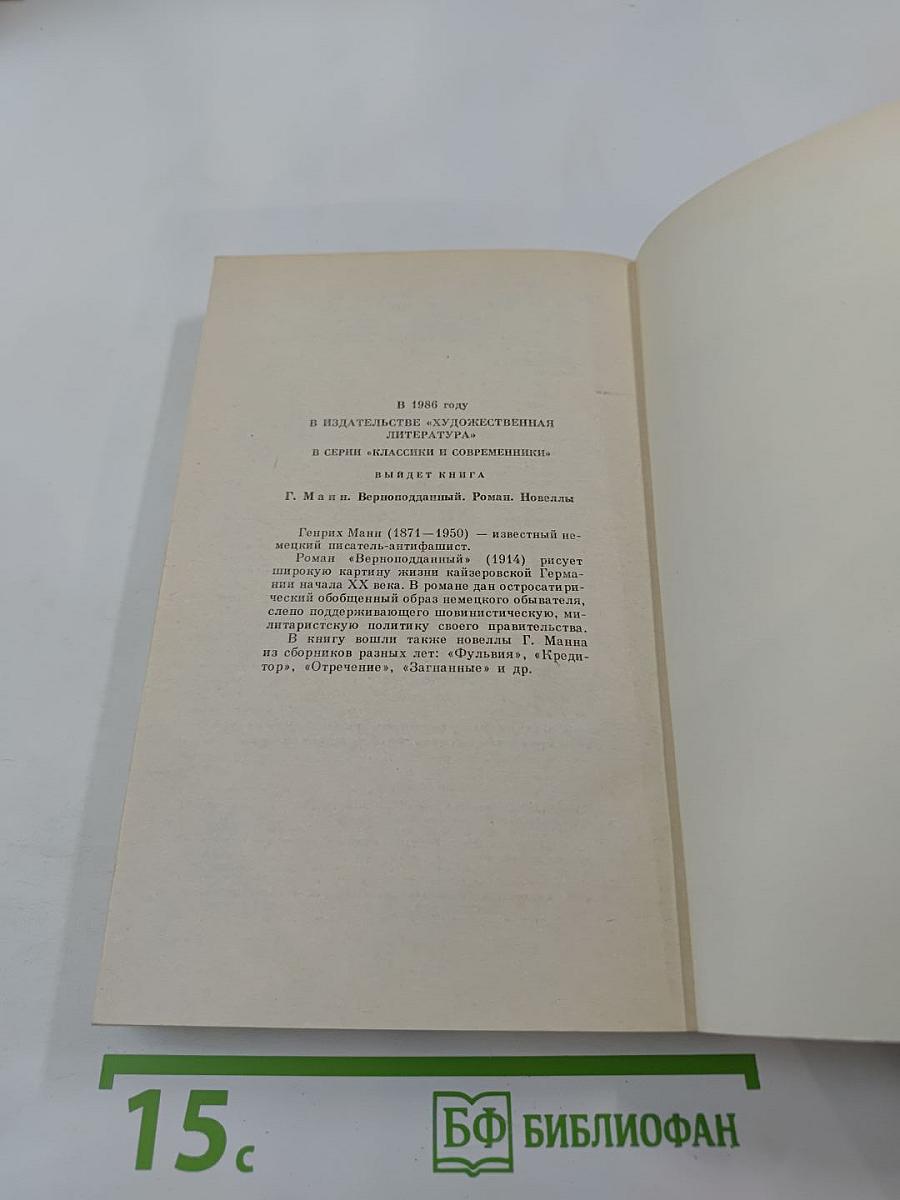 В 1986 году
В ИЗДАТЕЛЬСТВЕ «ХУДОЖЕСТВЕННАЯ
ЛИТЕРАТУРА»
В СЕРИИ «КЛАССИКИ И СОВРЕМЕННИКИ»
ВЫЙДЕТ КНИГА
Г. Манн. Верноподданный. Роман. Новеллы
Генрих Манн (1871—1950) — известный не-
мецкий писатель-антифашист.
Роман «Верноподданный» (1914) рисует
широкую картину жизни кайзеровской Герма-
нии начала XX века. В романе дан остросатири-
ческий обобщенный образ немецкого обывателя,
слепо поддерживающего шовинистическую, ми-
литаристскую политику своего правительства.
В книгу вошли также новеллы Г. Манна
из сборников разных лет: «Фульвия», «Креди-
тор», «Отречение», «Загнанные» и др.
15 с
БФ БИБЛИОФАН